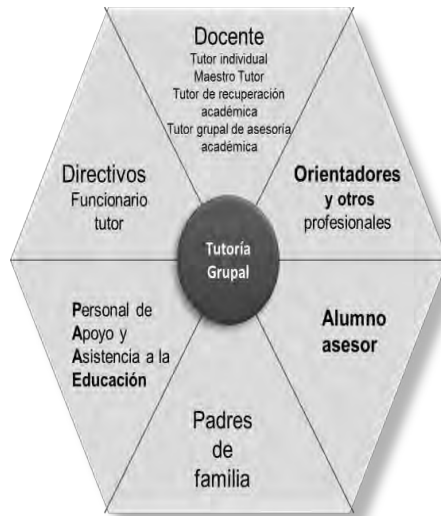 Docente
Tutor individual
Maestro Tutor
Tutor de recuperación
académica
Tutor grupal de asesoría
académica
Directivos
Funcionario
tutor
Orientadores
y otros
profesionales
Tutoría
Grupal
Personal de
Apoyo y
Asistencia a la
Educación
Alumno
asesor
Padres
de
familia